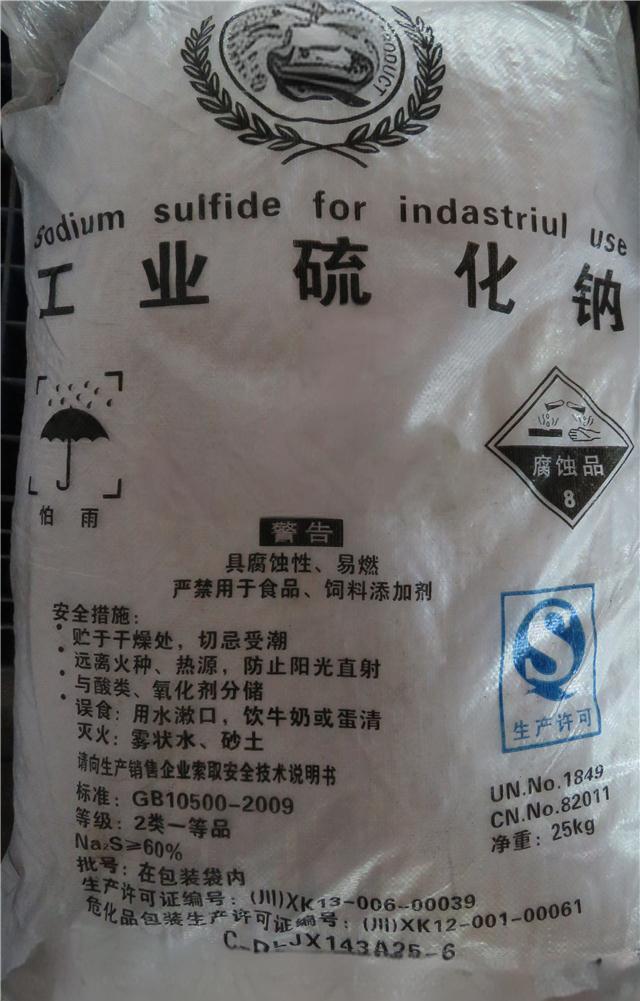 PRODUCT
Sodium sulfide for indastriul use
工业硫化钠
怕雨
腐蚀品
8
警告
具腐蚀性、易燃
严禁用于食品、饲料添加剂
安全措施:
• 贮于干燥处，切忌受潮
• 远离火种、热源，防止阳光直射
• 与酸类、氧化剂分储
• 误食：用水漱口，饮牛奶或蛋清
灭火：雾状水、砂土
请向生产销售企业索取安全技术说明书
生产许可
标准：GB10500-2009
等级：2类一等品
Na₂S≥60%
批号：在包装袋内
UN.No.1849
CN.No.82011
净重：25kg
生产许可证编号：(川)XK13-006-00039
危化品包装生产许可证编号：(川)XK12-001-00061
JX143A25-6